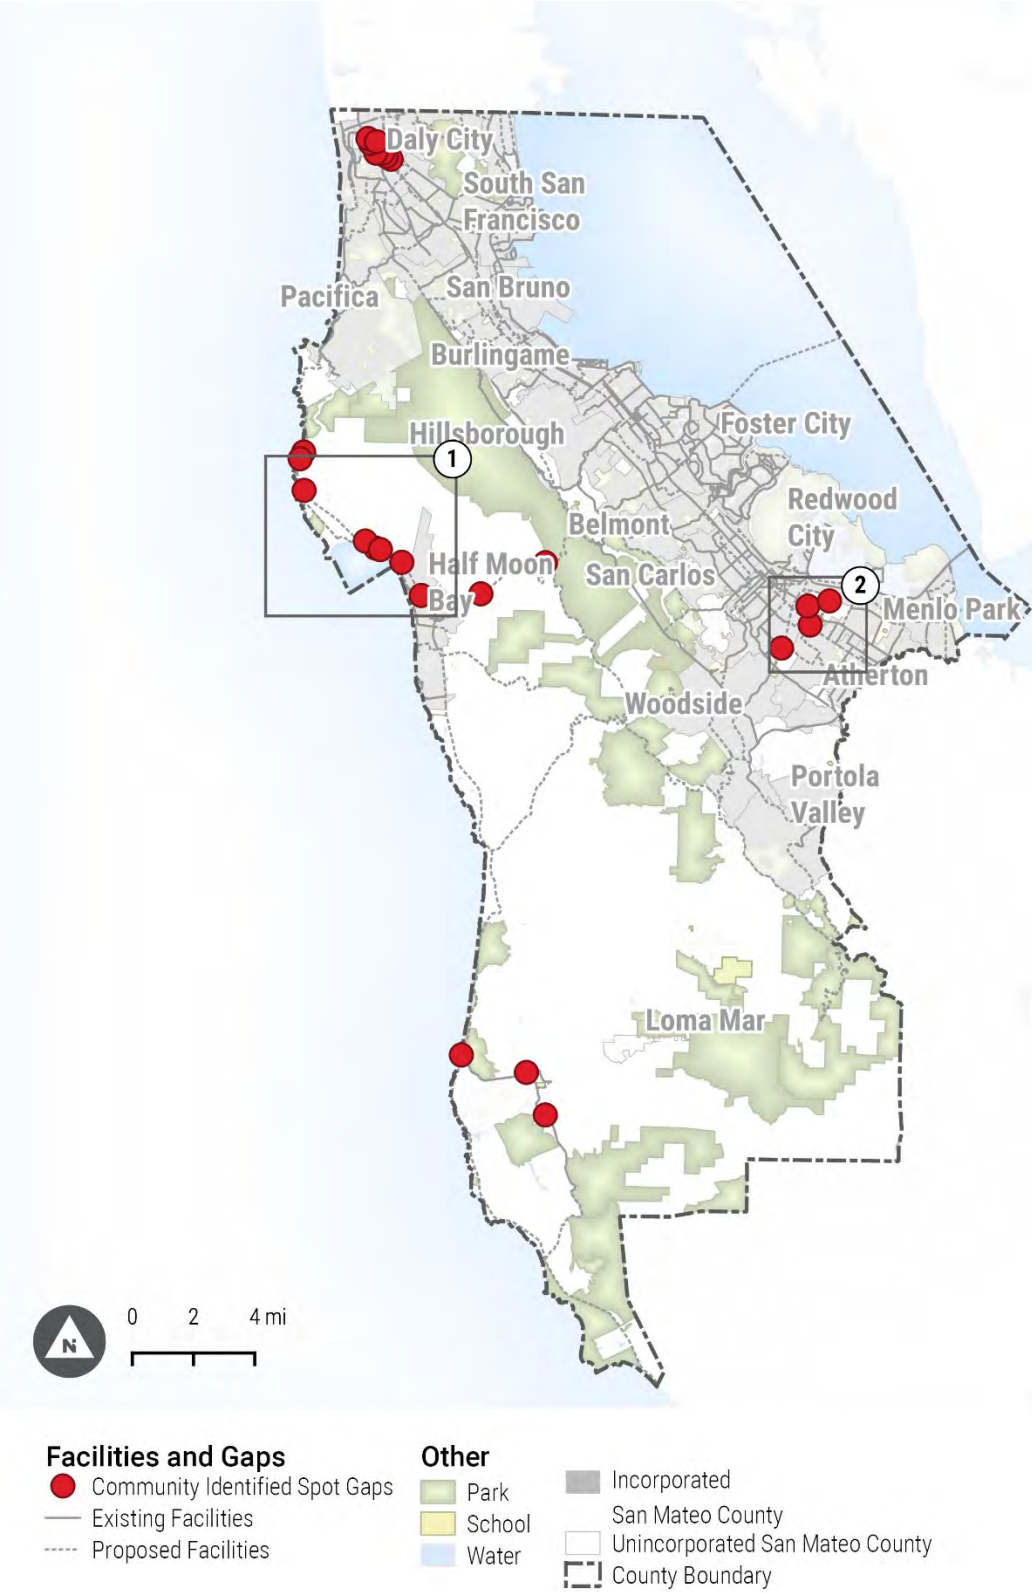 Daly City
South San
Francisco
Pacifica
San Bruno
Burlingame
Foster City
Hillsborough
1
Redwood
City
Belmont
Half Moon
Bay
San Carlos
2
Menlo Park
Atherton
Woodside
Portola
Valley
Loma Mar
0 2 4 mi
N
Facilities and Gaps
Community Identified Spot Gaps
Existing Facilities
Proposed Facilities
Other
Park
School
Water
Incorporated
San Mateo County
Unincorporated San Mateo County
County Boundary